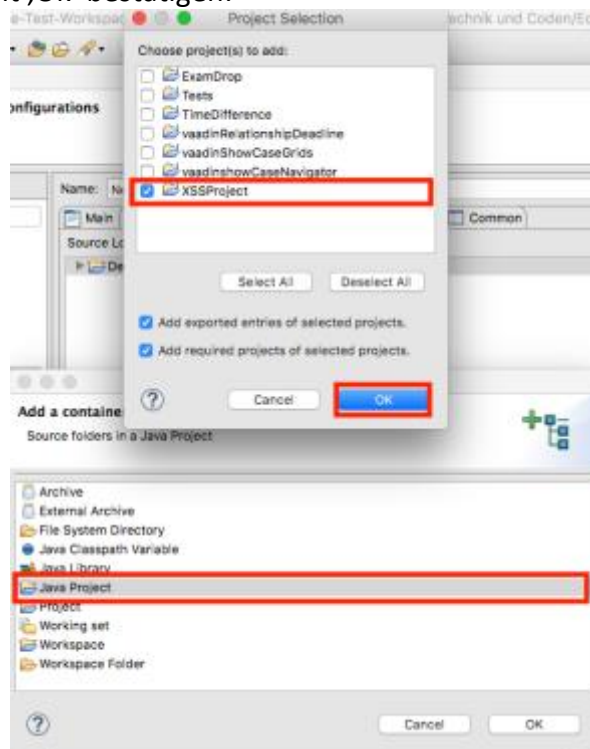 'OK' bestätigen.
e-Test-Workspac
Project Selection
echnik und Coden/Ec
Choose project(s) to add:
ExamDrop
Tests
TimeDifference
vaadinRelationshipDeadline
vaadinShowCaseGrids
vaadinshowCaseNavigator
XSSProject
onfigurations
Name:
Main
Common
Source Lo
De
Select All
Deselect All
Add exported entries of selected projects.
Add required projects of selected projects.
Cancel
OK
Add a containe
Source folders in a Java Project
Archive
External Archive
File System Directory
Java Classpath Variable
Java Library
Java Project
Project
Working set
Workspace
Workspace Folder
Cancel
OK